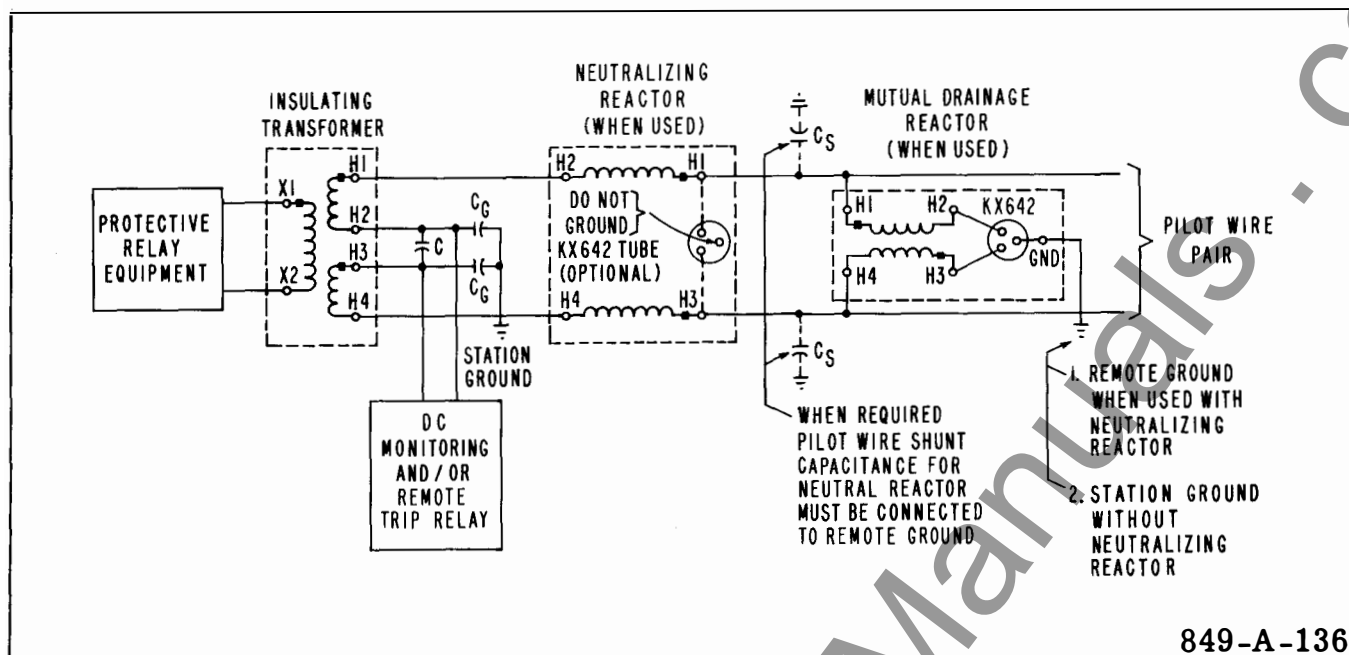 INSULATING
TRANSFORMER
NEUTRALIZING
REACTOR
(WHEN USED)
MUTUAL DRAINAGE
REACTOR
(WHEN USED)
PROTECTIVE
RELAY
EQUIPMENT
X1
X2
H1
H2
H3
H4
C
CG
CG
STATION
GROUND
DC
MONITORING
AND/OR
REMOTE
TRIP RELAY
H2
H1
DO NOT
GROUND
KX642 TUBE
(OPTIONAL)
H4
H3
CS
CS
WHEN REQUIRED
PILOT WIRE SHUNT
CAPACITANCE FOR
NEUTRAL REACTOR
MUST BE CONNECTED
TO REMOTE GROUND
H1
H2
KX642
GND
H4
H3
PILOT WIRE
PAIR
1. REMOTE GROUND
WHEN USED WITH
NEUTRALIZING
REACTOR
2. STATION GROUND
WITHOUT
NEUTRALIZING
REACTOR
849-A-136
Manuals . c